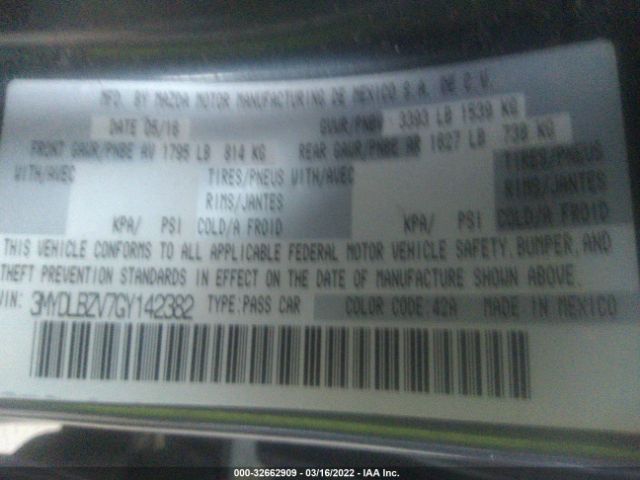 MFD. BY MAZDA MOTOR MANUFACTURING DE MEXICO S.A. DE C.V.
DATE 05/16 GVWR/PNBV 3393 LB 1539 KG
FRONT GAWR/PNBE AV 1795 LB 814 KG REAR GAWR/PNBE AR 1627 LB 738 KG
WITH/AVEC TIRES/PNEUS WITH/AVEC TIRES/PNEUS
RIMS/JANTES RIMS/JANTES
KPA/ PSI COLD/A FROID KPA/ PSI COLD/A FROID
THIS VEHICLE CONFORMS TO ALL APPLICABLE FEDERAL MOTOR VEHICLE SAFETY, BUMPER, AND
THEFT PREVENTION STANDARDS IN EFFECT ON THE DATE OF MANUFACTURE SHOWN ABOVE.
VIN: 3MYDLBZV7GY142382 TYPE:PASS CAR COLOR CODE:42A MADE IN MEXICO
000-32662909 - 03/16/2022 - IAA Inc.